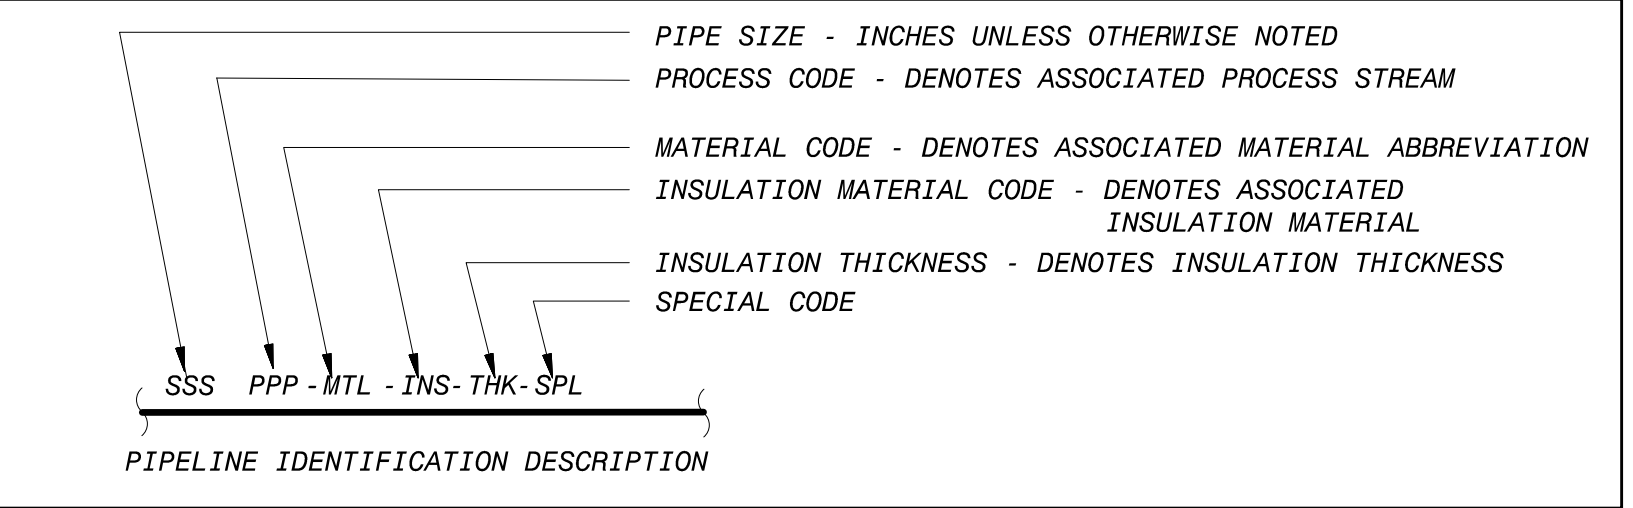 PIPE SIZE - INCHES UNLESS OTHERWISE NOTED
PROCESS CODE - DENOTES ASSOCIATED PROCESS STREAM
MATERIAL CODE - DENOTES ASSOCIATED MATERIAL ABBREVIATION
INSULATION MATERIAL CODE - DENOTES ASSOCIATED
INSULATION MATERIAL
INSULATION THICKNESS - DENOTES INSULATION THICKNESS
SPECIAL CODE
SSS PPP-MTL-INS-THK-SPL
PIPELINE IDENTIFICATION DESCRIPTION